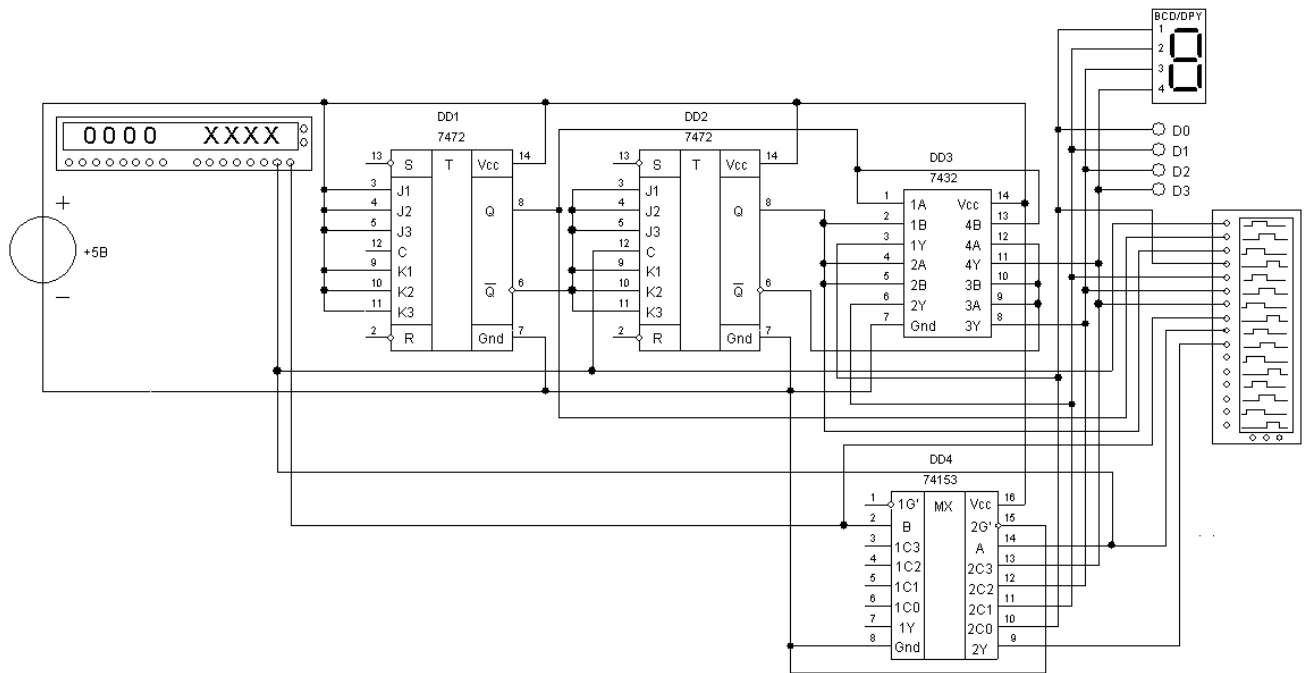 BCD/DPY
1
2
3
4
D0
D1
D2
D3
0000 XXXX
+
+5В
−
DD1
7472
13 S T Vcc 14
3 J1
4 J2 Q 8
5 J3
12 C
9 K1
10 K2 Q 6
11 K3
2 R Gnd 7
DD2
7472
13 S T Vcc 14
3 J1
4 J2 Q 8
5 J3
12 C
9 K1
10 K2 Q 6
11 K3
2 R Gnd 7
DD3
7432
1 1A Vcc 14
2 1B 4B 13
3 1Y 4A 12
4 2A 4Y 11
5 2B 3B 10
6 2Y 3A 9
7 Gnd 3Y 8
DD4
74153
1 1G' MX Vcc 16
2 B 2G' 15
3 1C3 A 14
4 1C2 2C3 13
5 1C1 2C2 12
6 1C0 2C1 11
7 1Y 2C0 10
8 Gnd 2Y 9